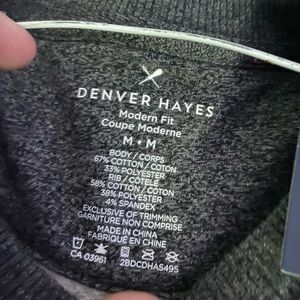 DENVER HAYES
Modern Fit
Coupe Moderne
M • M
BODY / CORPS
67% COTTON / COTON
33% POLYESTER
RIB / CÔTELÉ
58% COTTON / COTON
38% POLYESTER
4% SPANDEX
EXCLUSIVE OF TRIMMING
GARNITURE NON COMPRISE
MADE IN CHINA
FABRIQUÉ EN CHINE
CA 03961 2BDCDHAS495